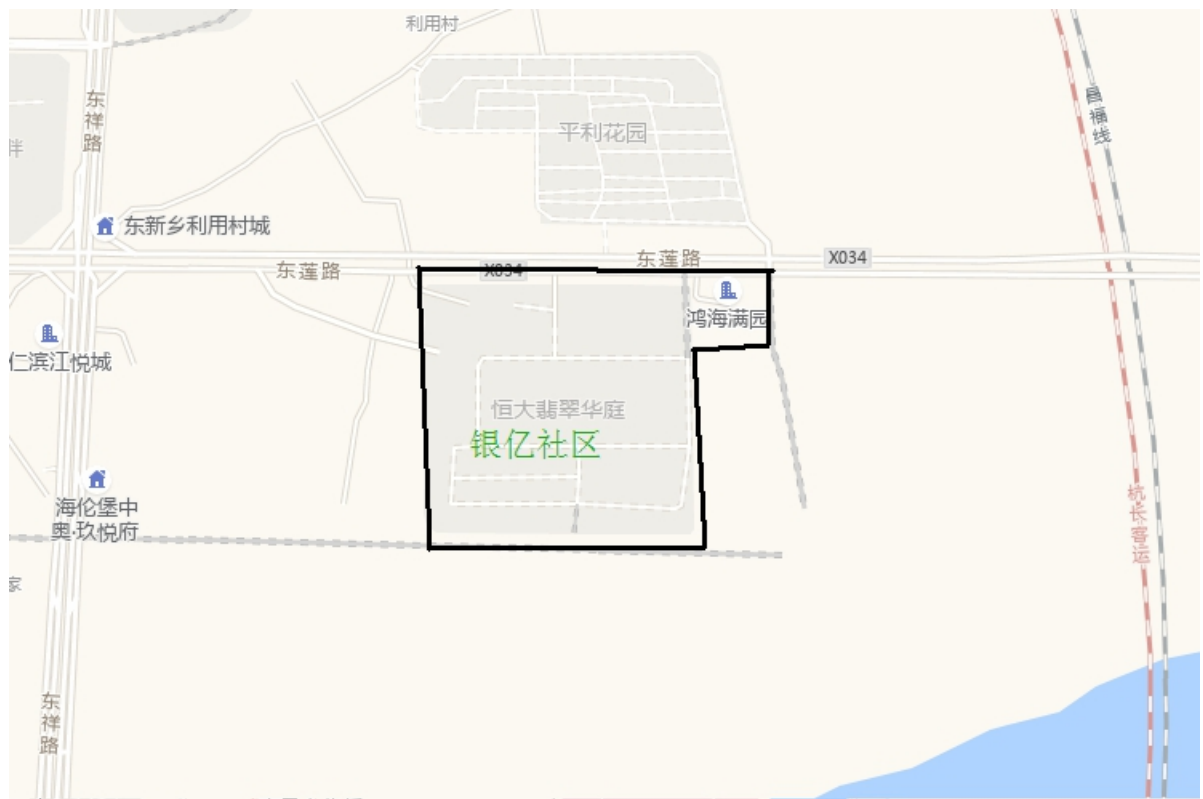 利用村
东祥路
昌福线
平利花园
伴
东新乡利用村城
东莲路
X034
东莲路
X034
鸿海满园
仁滨江悦城
恒大翡翠华庭
银亿社区
海伦堡中
奥·玖悦府
杭长客运
家
东祥路